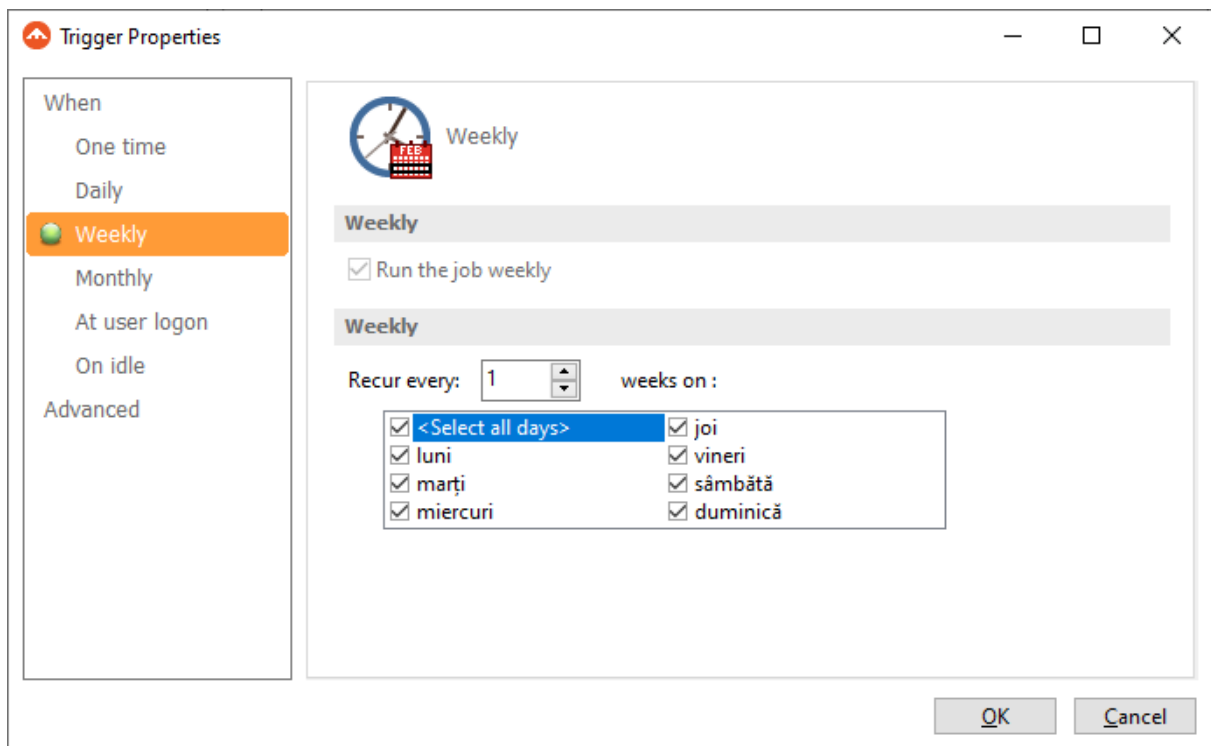 Trigger Properties
When
One time
Daily
Weekly
Monthly
At user logon
On idle
Advanced
FEB
Weekly
Weekly
Run the job weekly
Weekly
Recur every: 1 weeks on :
<Select all days> joi
luni vineri
marți sâmbătă
miercuri duminică
OK Cancel